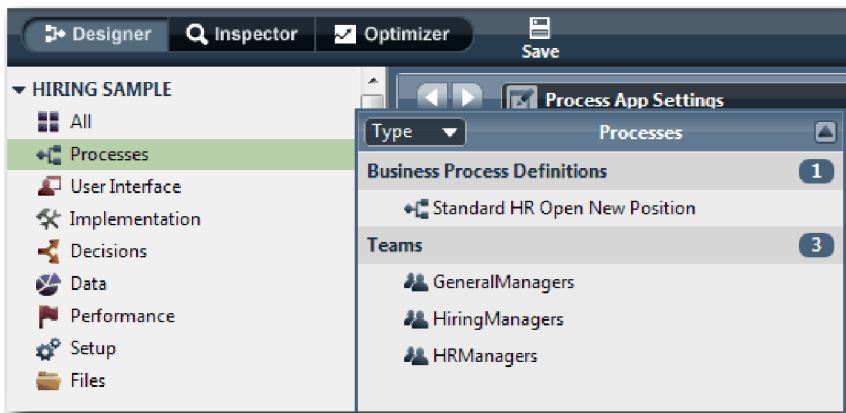 Designer Inspector Optimizer Save
HIRING SAMPLE
All
Processes
User Interface
Implementation
Decisions
Data
Performance
Setup
Files
Process App Settings
Type Processes
Business Process Definitions 1
Standard HR Open New Position
Teams 3
GeneralManagers
HiringManagers
HRManagers